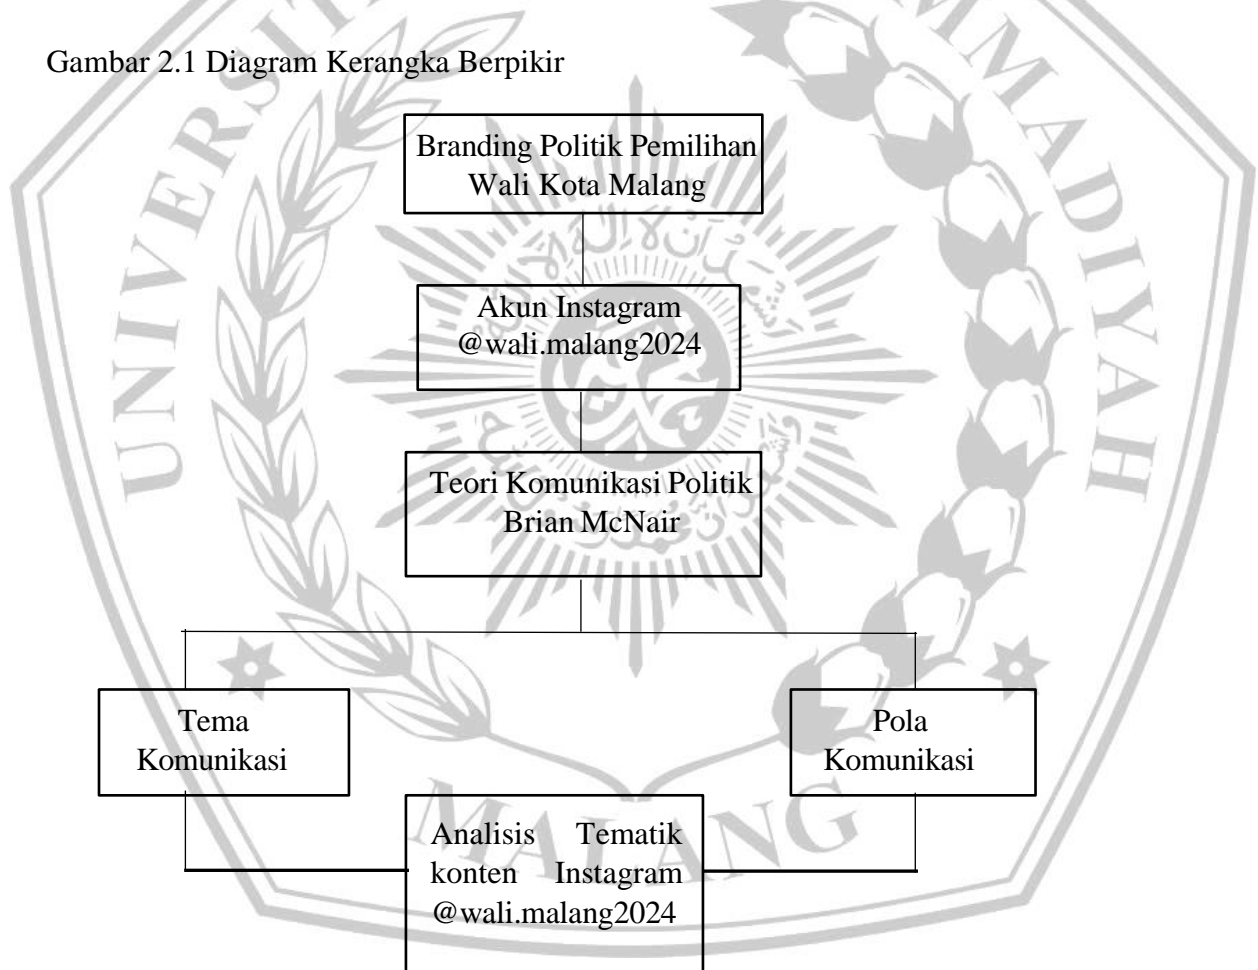 Gambar 2.1 Diagram Kerangka Berpikir
Branding Politik Pemilihan
Wali Kota Malang
Akun Instagram
@wali.malang2024
Teori Komunikasi Politik
Brian McNair
Tema
Komunikasi
Pola
Komunikasi
Analisis Tematik
konten Instagram
@wali.malang2024
MALANG